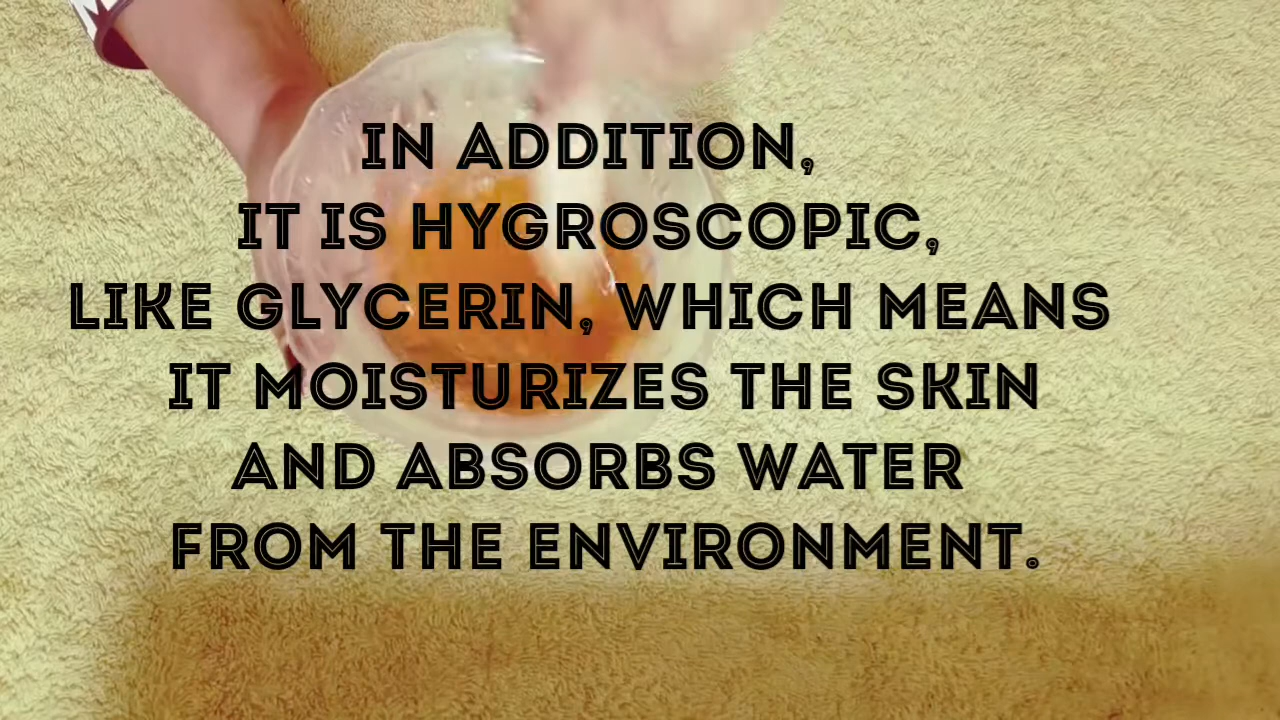 IN ADDITION,
IT IS HYGROSCOPIC,
LIKE GLYCERIN, WHICH MEANS
IT MOISTURIZES THE SKIN
AND ABSORBS WATER
FROM THE ENVIRONMENT.